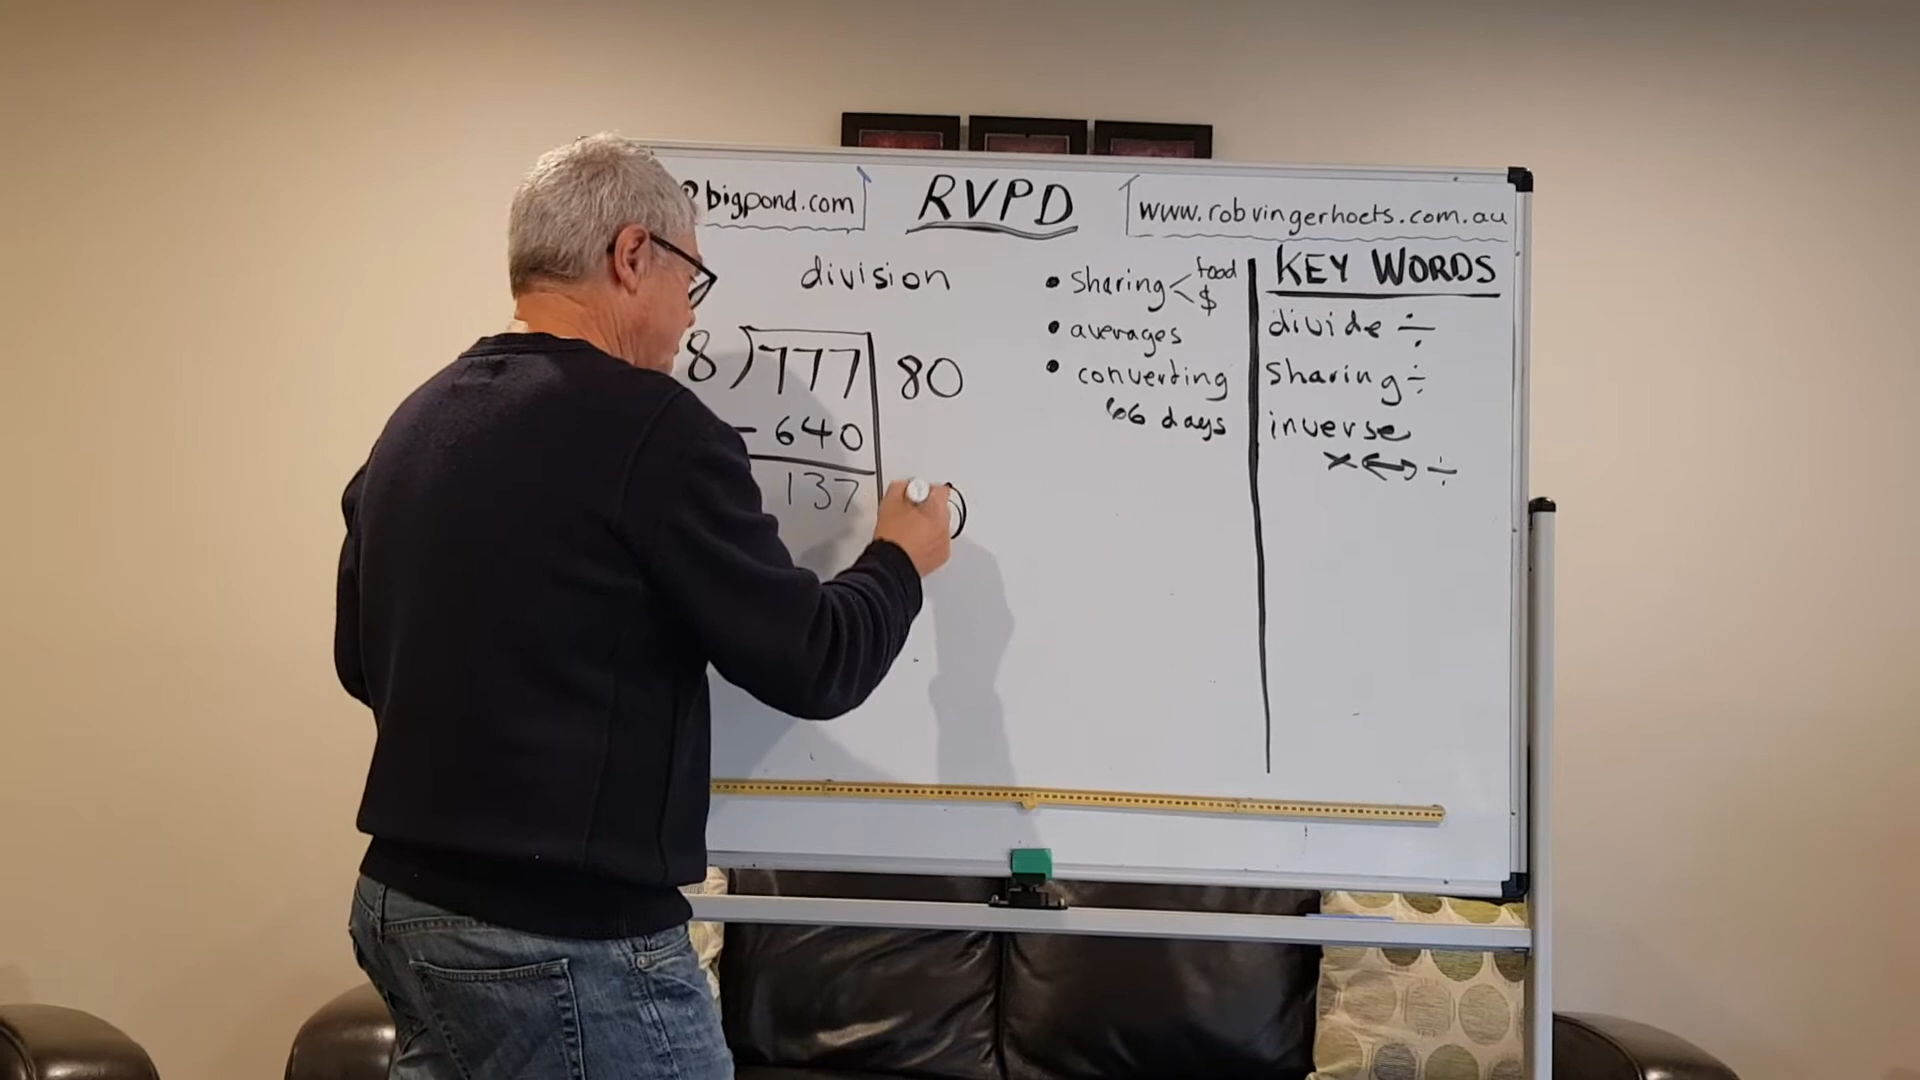 @bigpond.com
RVPD
www.robvingerhoets.com.au
division
8)777 80
- 640
137
• Sharing < food
$
• averages
• converting
66 days
KEY WORDS
divide ÷
Sharing ÷
inverse
× ↔ ÷